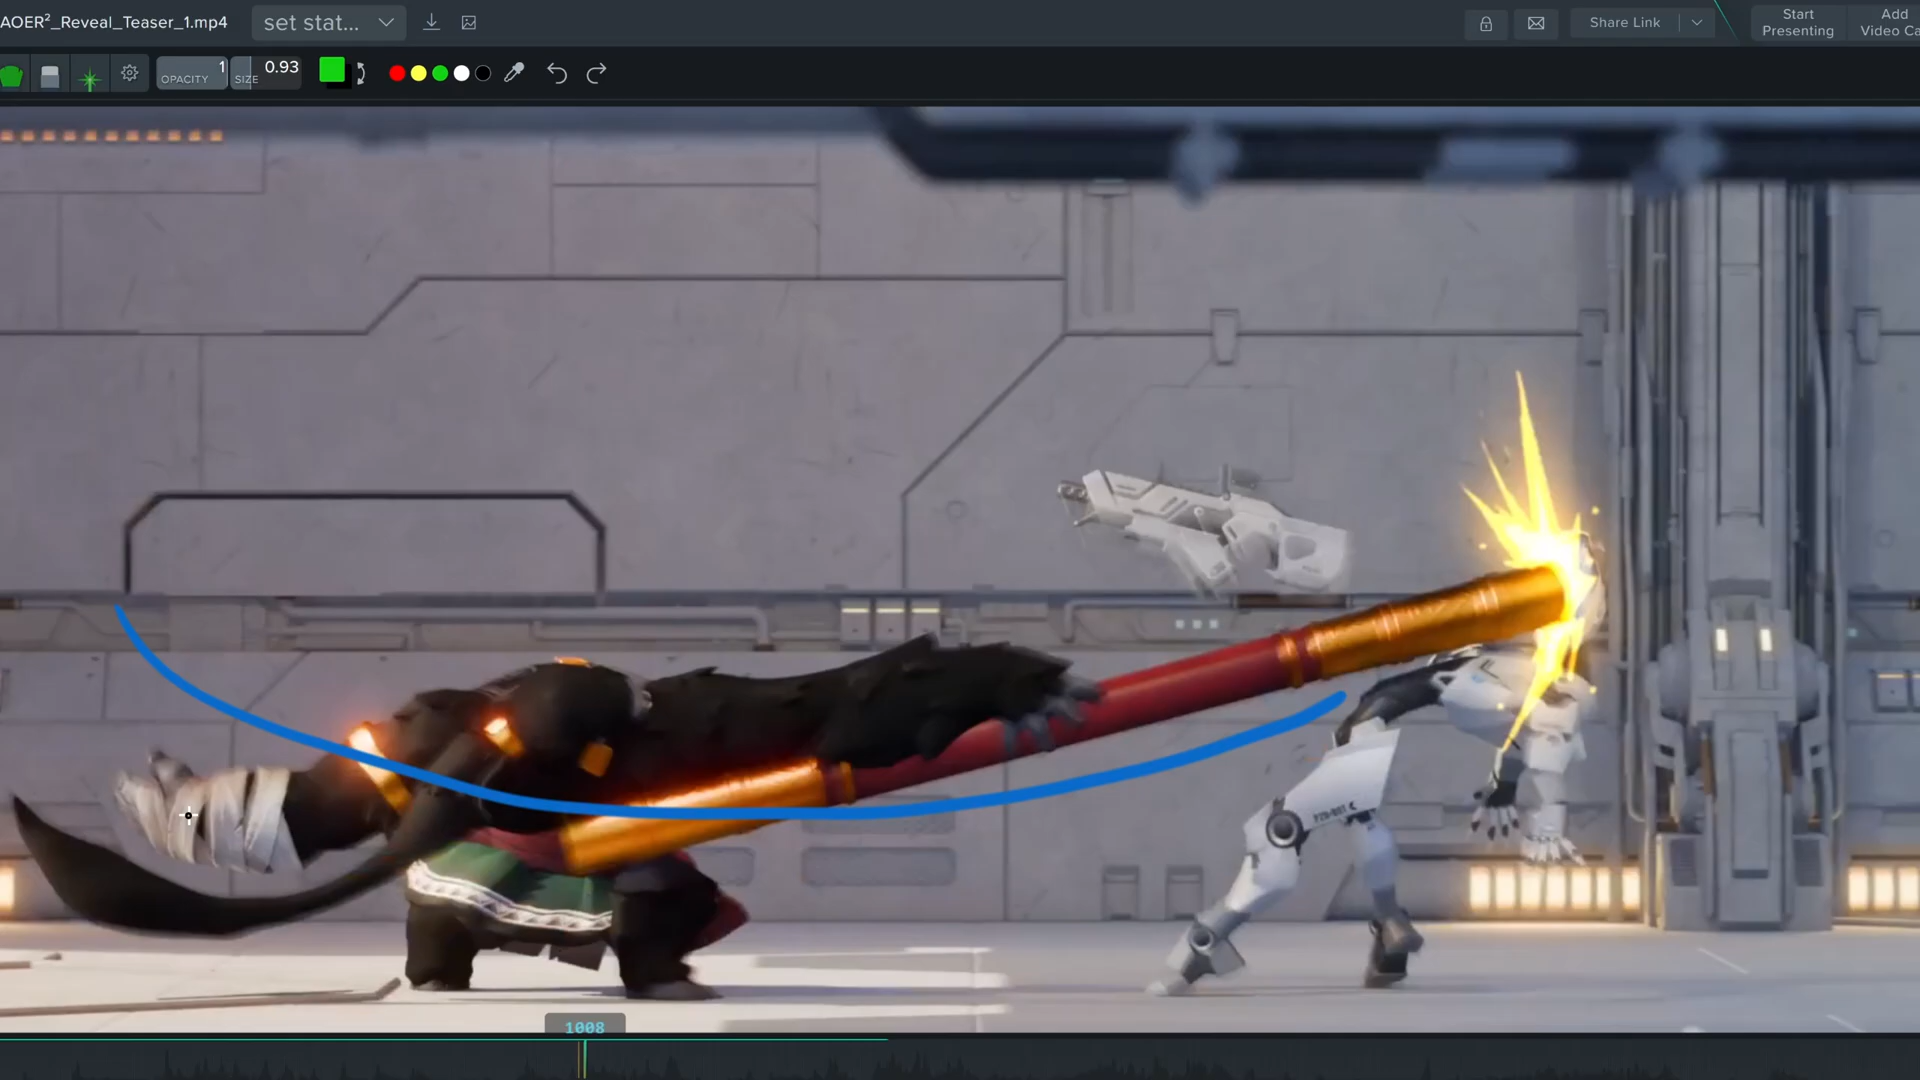 AOER²_Reveal_Teaser_1.mp4
set stat...
Share Link
Start
Presenting
Add
Video Ca
OPACITY 1
SIZE 0.93
1008